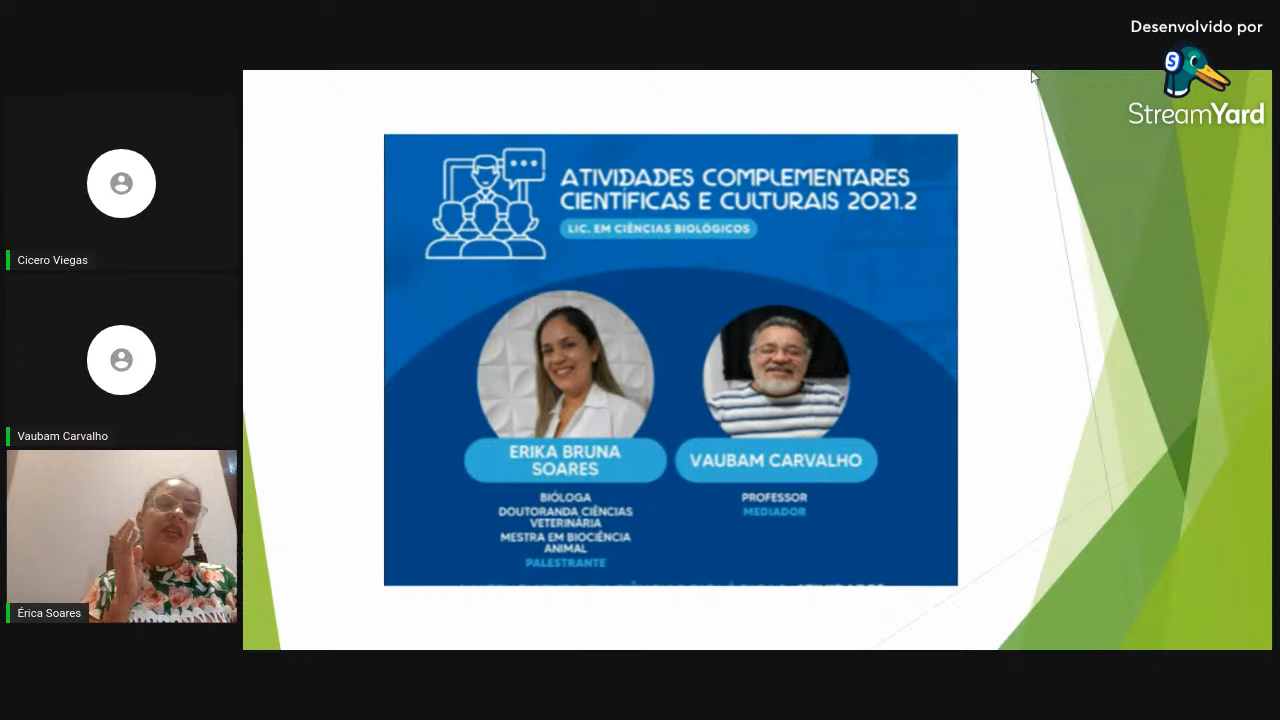 Desenvolvido por
StreamYard
ATIVIDADES COMPLEMENTARES
CIENTÍFICAS E CULTURAIS 2021.2
LIC. EM CIÊNCIAS BIOLÓGICOS
ERIKA BRUNA
SOARES
BIÓLOGA
DOUTORANDA CIÊNCIAS
VETERINÁRIA
MESTRA EM BIOCIÊNCIA
ANIMAL
PALESTRANTE
VAUBAM CARVALHO
PROFESSOR
MEDIADOR
Cicero Viegas
Vaubam Carvalho
Érica Soares